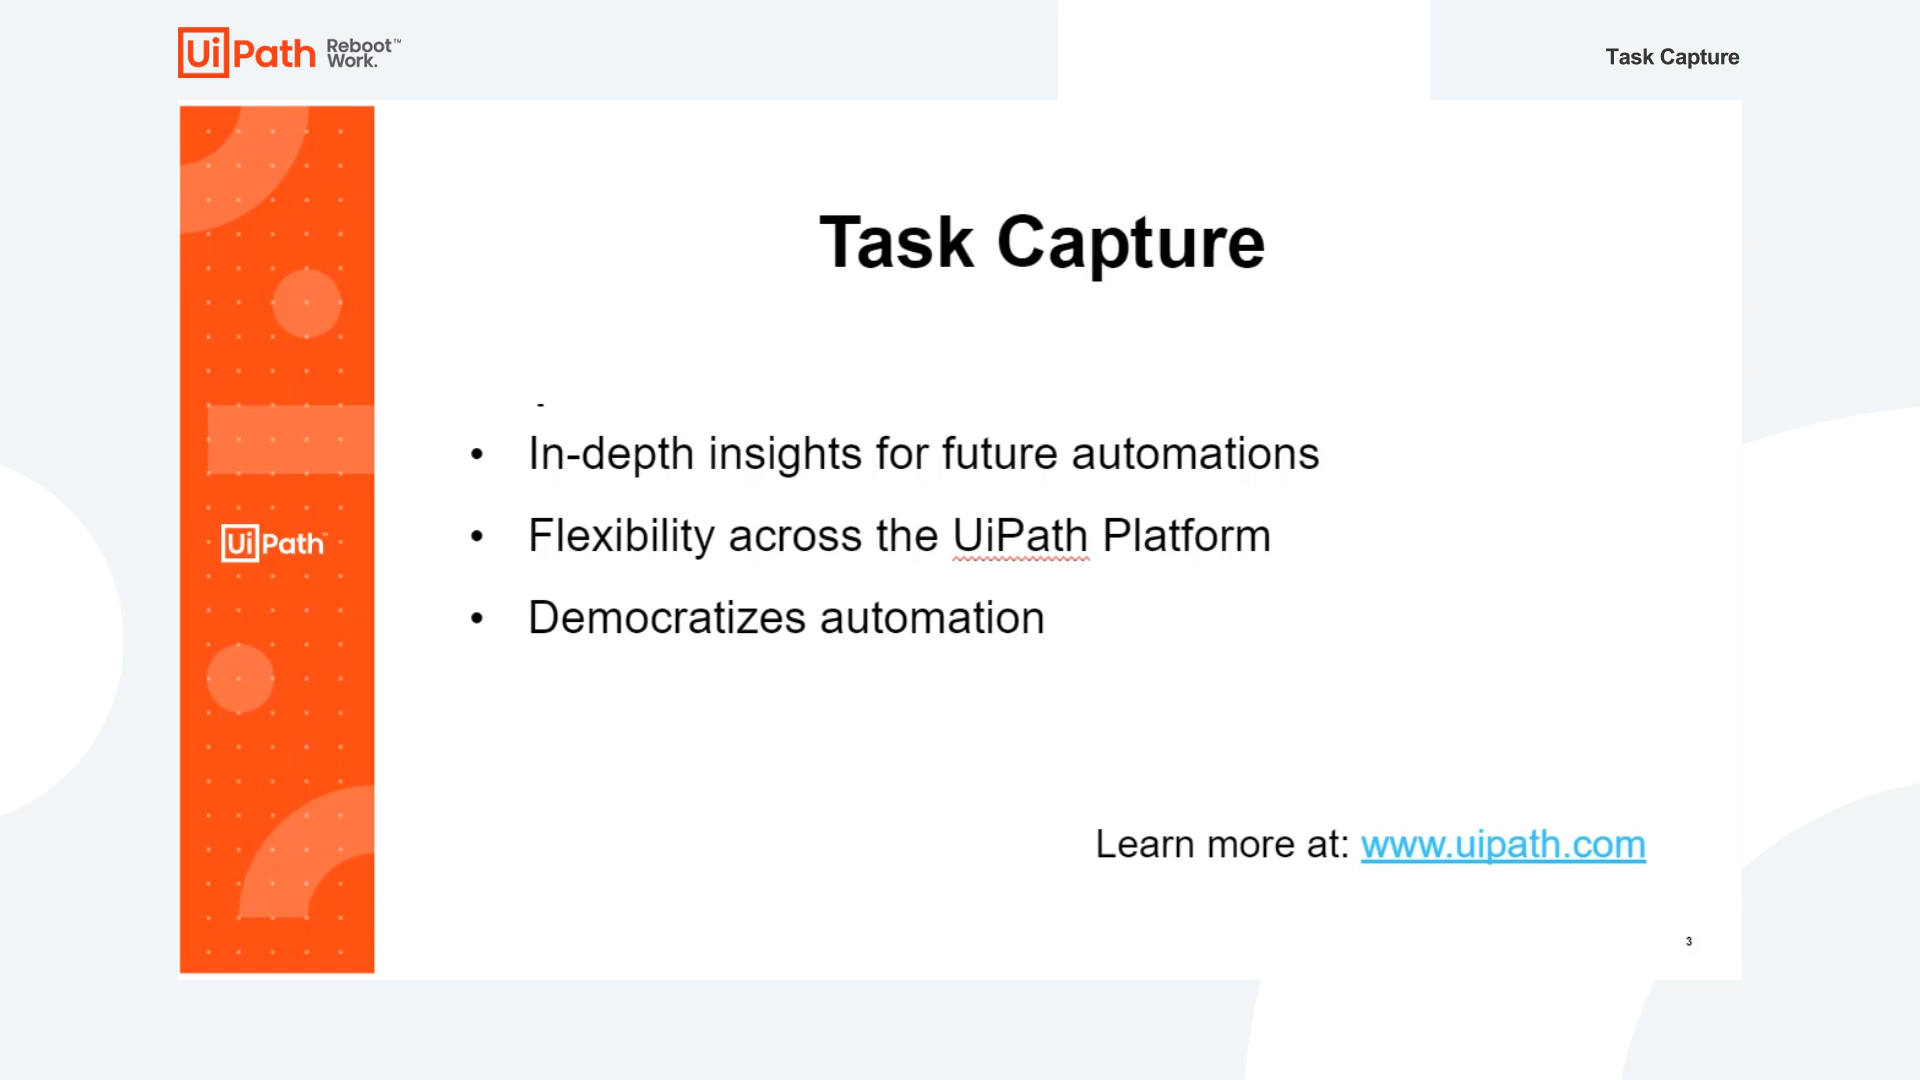 UiPath Reboot™
Work.
Task Capture
Task Capture
-
• In-depth insights for future automations
• Flexibility across the UiPath Platform
UiPath™
• Democratizes automation
Learn more at: www.uipath.com
3